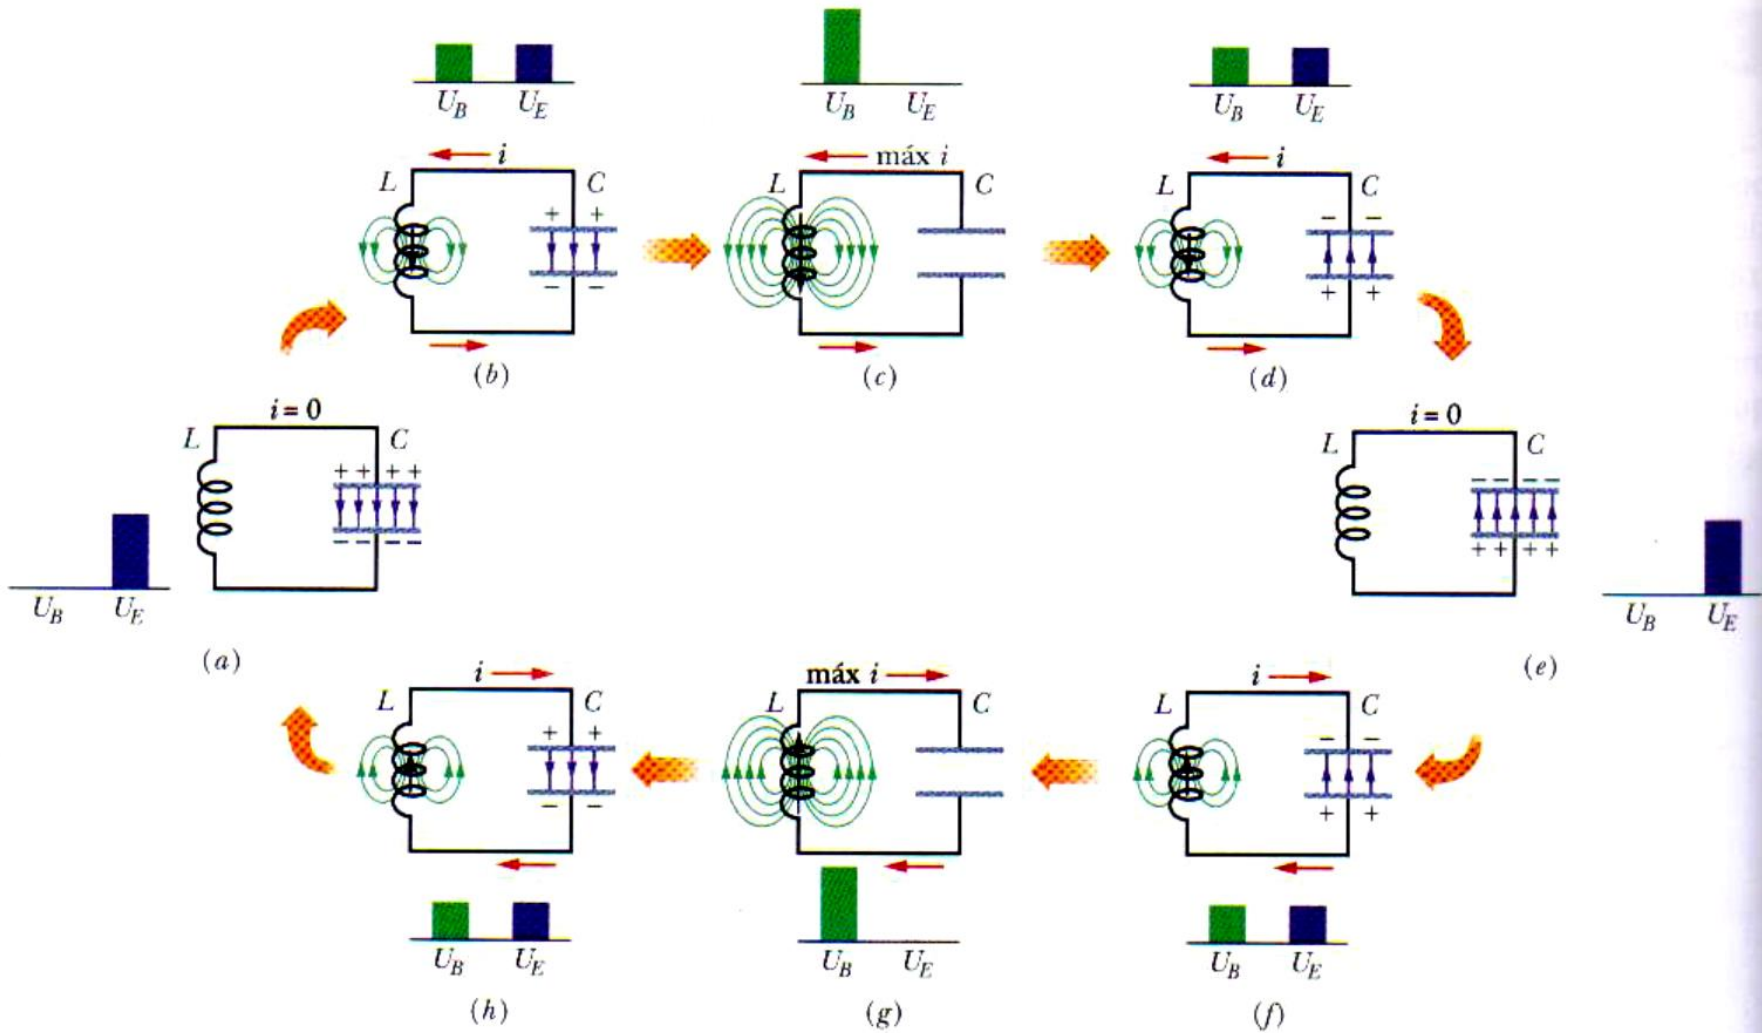 U_B U_E
U_B U_E
U_B U_E
i
L C
+ +
− −
(b)
máx i
L C
(c)
i
L C
− −
+ +
(d)
i = 0
L C
+ + + +
− − − −
U_B U_E
(a)
i = 0
L C
− − − −
+ + + +
U_B U_E
(e)
i
L C
+ +
− −
U_B U_E
(h)
máx i
L C
U_B U_E
(g)
i
L C
− −
+ +
U_B U_E
(f)